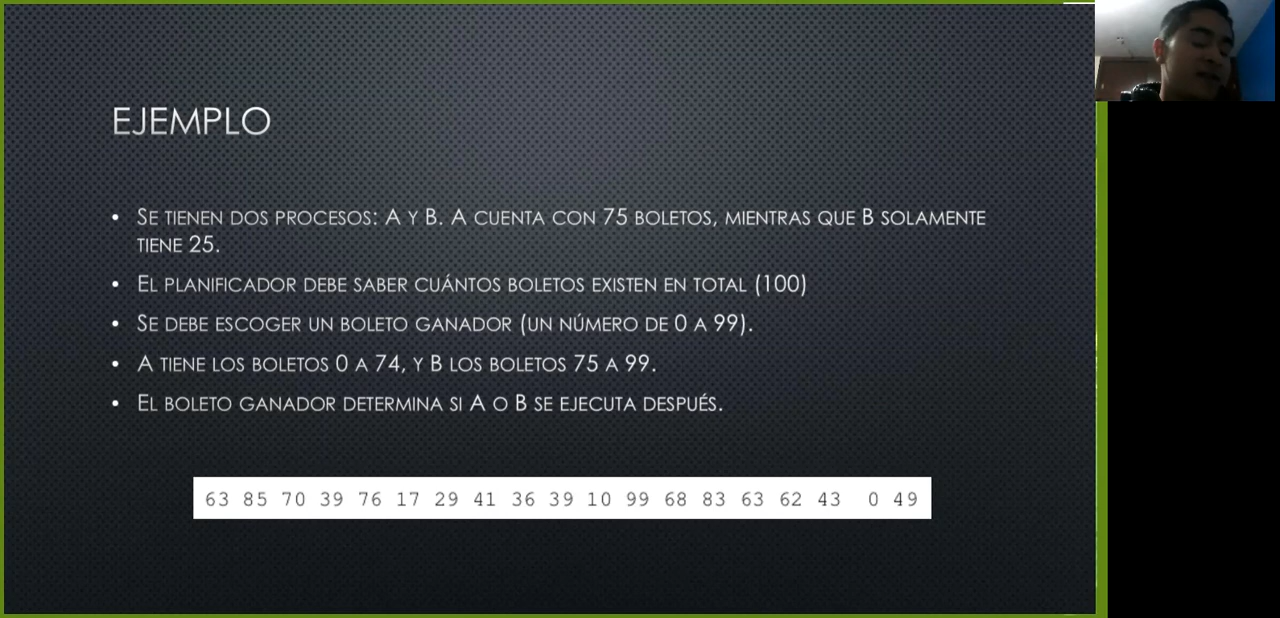 EJEMPLO
• SE TIENEN DOS PROCESOS: A Y B. A CUENTA CON 75 BOLETOS, MIENTRAS QUE B SOLAMENTE
TIENE 25.
• EL PLANIFICADOR DEBE SABER CUÁNTOS BOLETOS EXISTEN EN TOTAL (100)
• SE DEBE ESCOGER UN BOLETO GANADOR (UN NÚMERO DE 0 A 99).
• A TIENE LOS BOLETOS 0 A 74, Y B LOS BOLETOS 75 A 99.
• EL BOLETO GANADOR DETERMINA SI A O B SE EJECUTA DESPUÉS.
63 85 70 39 76 17 29 41 36 39 10 99 68 83 63 62 43 0 49